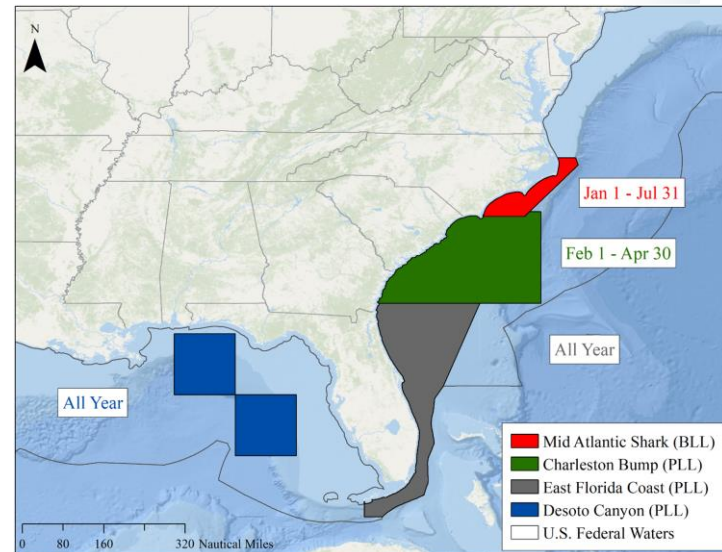 N
Jan 1 - Jul 31
Feb 1 - Apr 30
All Year
All Year
Mid Atlantic Shark (BLL)
Charleston Bump (PLL)
East Florida Coast (PLL)
Desoto Canyon (PLL)
U.S. Federal Waters
0 80 160 320 Nautical Miles